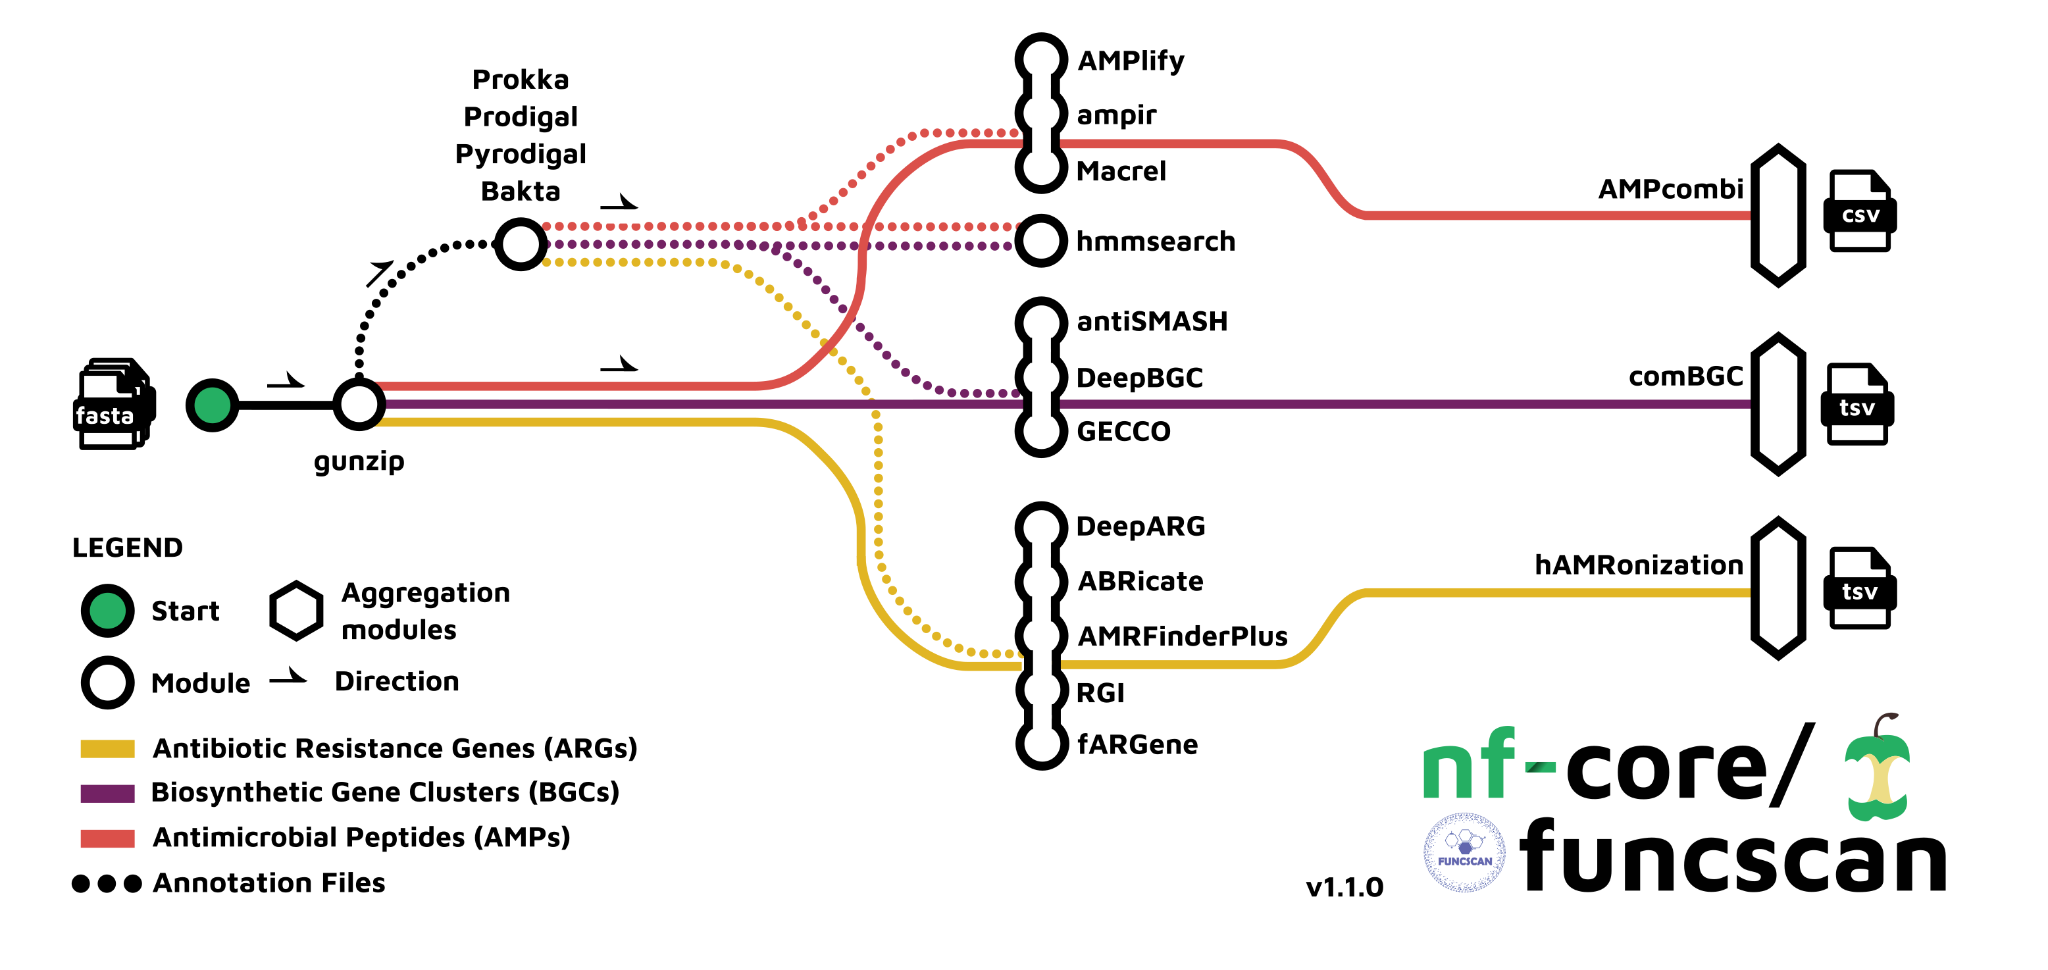 Prokka
Prodigal
Pyrodigal
Bakta
AMPlify
ampir
Macrel
hmmsearch
antiSMASH
DeepBGC
GECCO
DeepARG
ABRicate
AMRFinderPlus
RGI
fARGene
AMPcombi
csv
comBGC
tsv
hAMRonization
tsv
fasta
gunzip
LEGEND
Start
Aggregation
modules
Module
Direction
Antibiotic Resistance Genes (ARGs)
Biosynthetic Gene Clusters (BGCs)
Antimicrobial Peptides (AMPs)
Annotation Files
nf-core/
FUNCSCAN
funcscan
v1.1.0